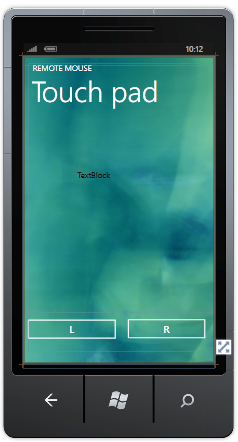 10:12
REMOTE MOUSE
Touch pad
TextBlock
L R